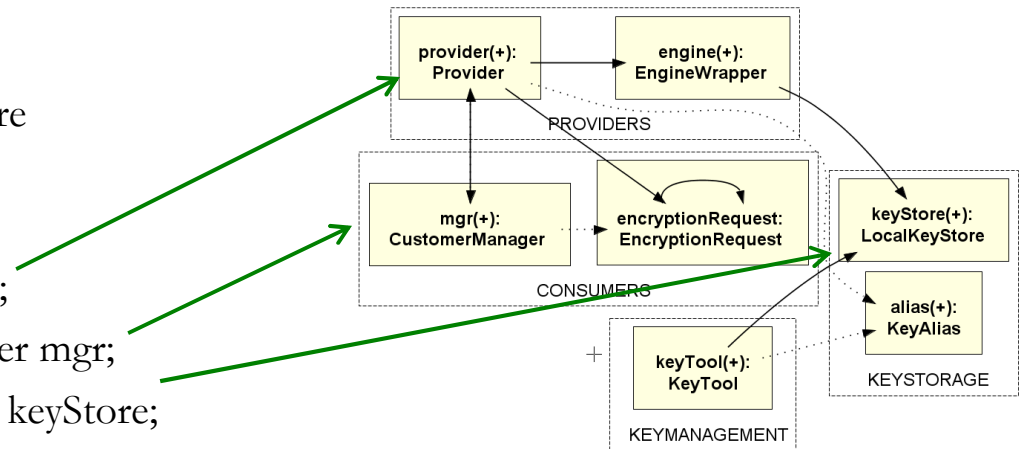 re
;
er mgr;
keyStore;
provider(+):
Provider
engine(+):
EngineWrapper
PROVIDERS
mgr(+):
CustomerManager
encryptionRequest:
EncryptionRequest
CONSUMERS
keyStore(+):
LocalKeyStore
alias(+):
KeyAlias
KEYSTORAGE
keyTool(+):
KeyTool
KEYMANAGEMENT